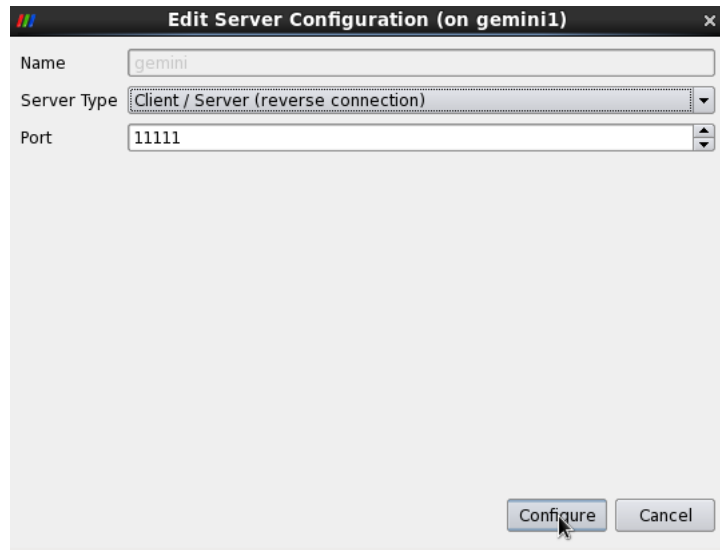 Edit Server Configuration (on gemini1)
Name gemini
Server Type Client / Server (reverse connection)
Port 11111
Configure Cancel